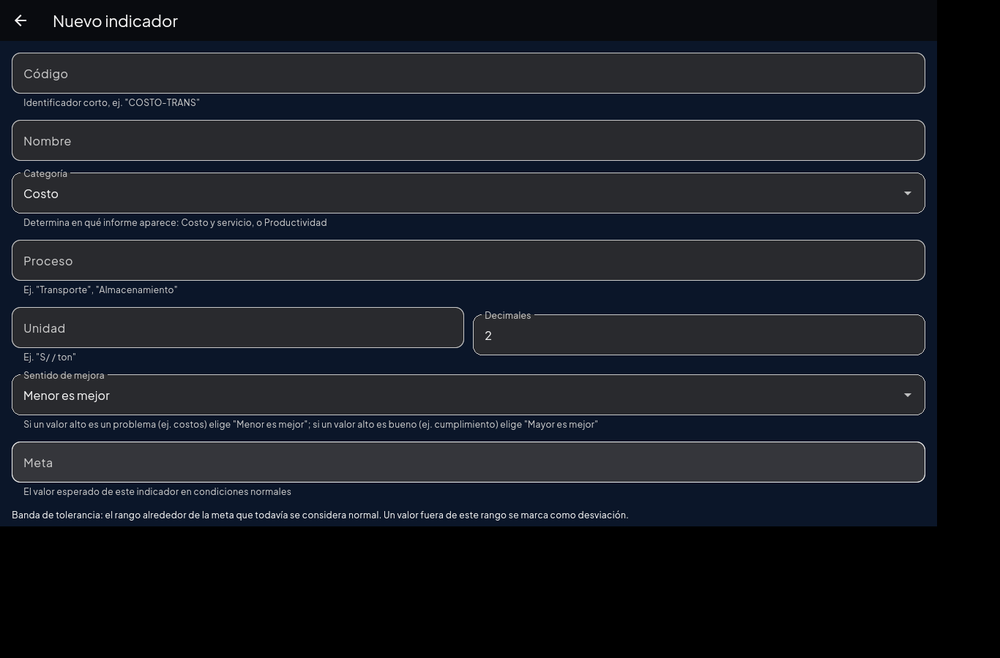 Nuevo indicador
Código
Identificador corto, ej. "COSTO-TRANS"
Nombre
Categoría
Costo
Determina en qué informe aparece: Costo y servicio, o Productividad
Proceso
Ej. "Transporte", "Almacenamiento"
Unidad
Ej. "S/ / ton"
Decimales
2
Sentido de mejora
Menor es mejor
Si un valor alto es un problema (ej. costos) elige "Menor es mejor"; si un valor alto es bueno (ej. cumplimiento) elige "Mayor es mejor"
Meta
El valor esperado de este indicador en condiciones normales
Banda de tolerancia: el rango alrededor de la meta que todavía se considera normal. Un valor fuera de este rango se marca como desviación.